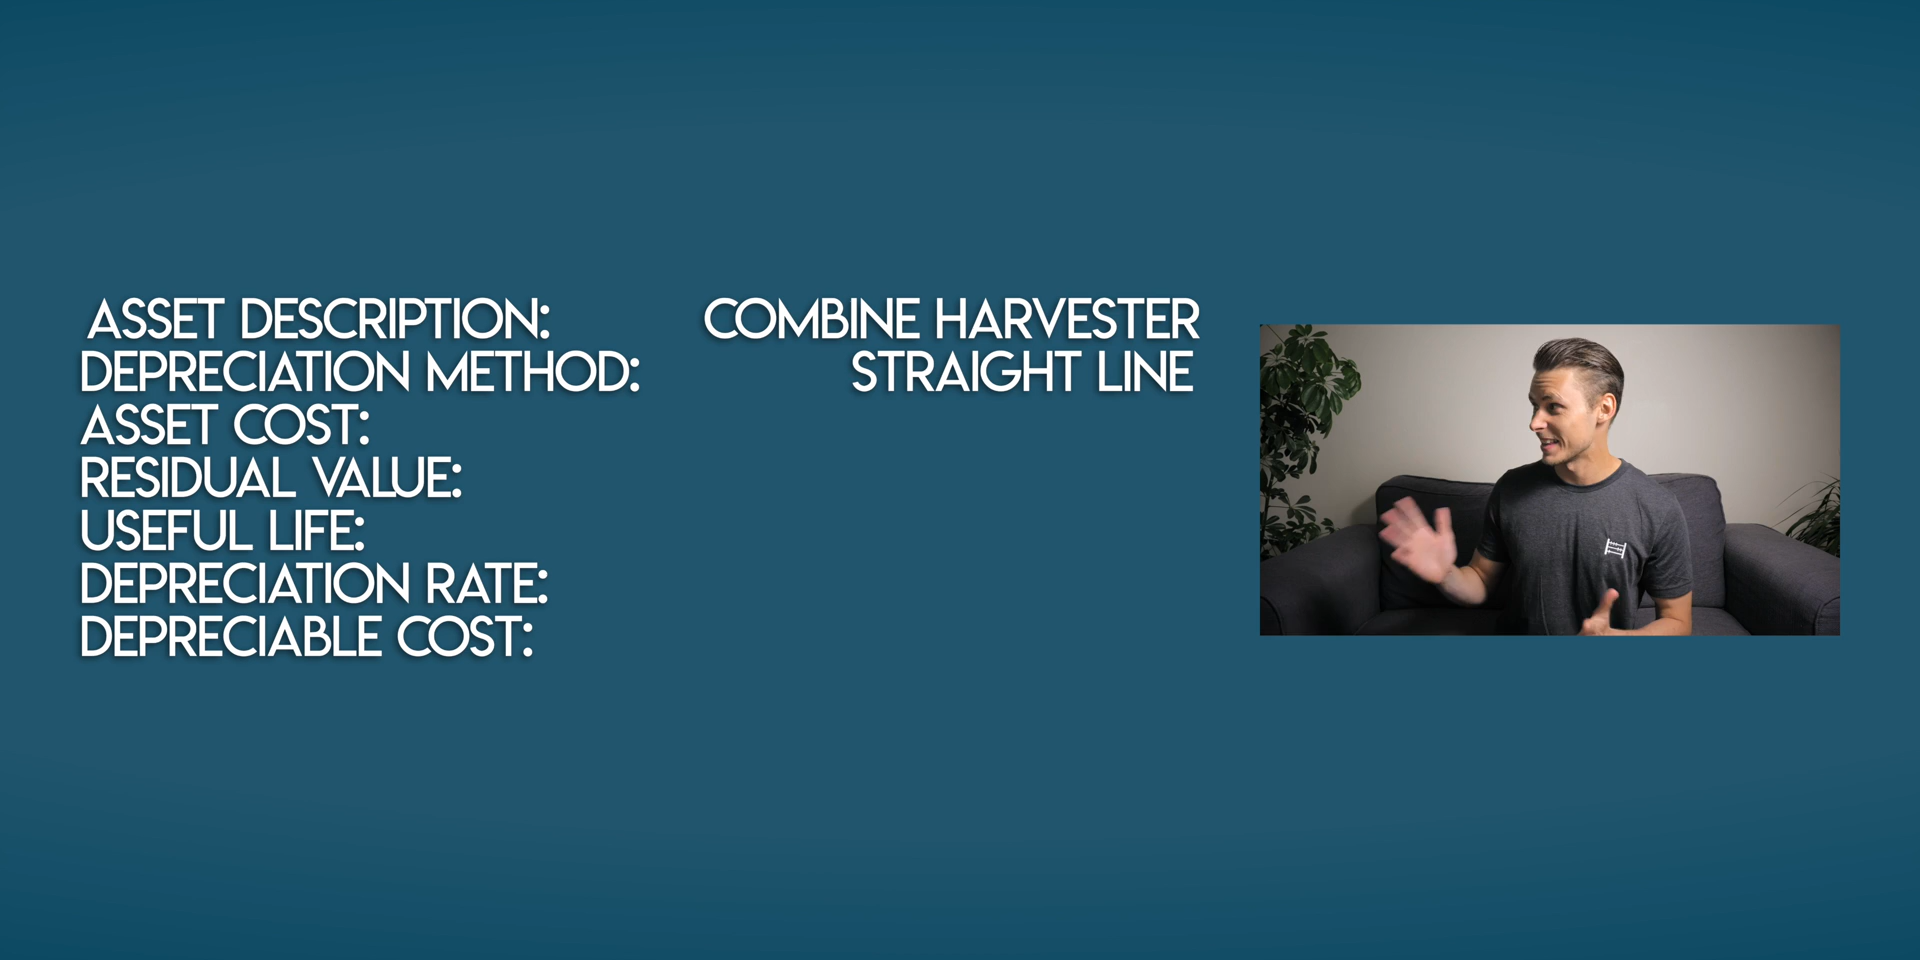 ASSET DESCRIPTION: COMBINE HARVESTER
DEPRECIATION METHOD: STRAIGHT LINE
ASSET COST:
RESIDUAL VALUE:
USEFUL LIFE:
DEPRECIATION RATE:
DEPRECIABLE COST: